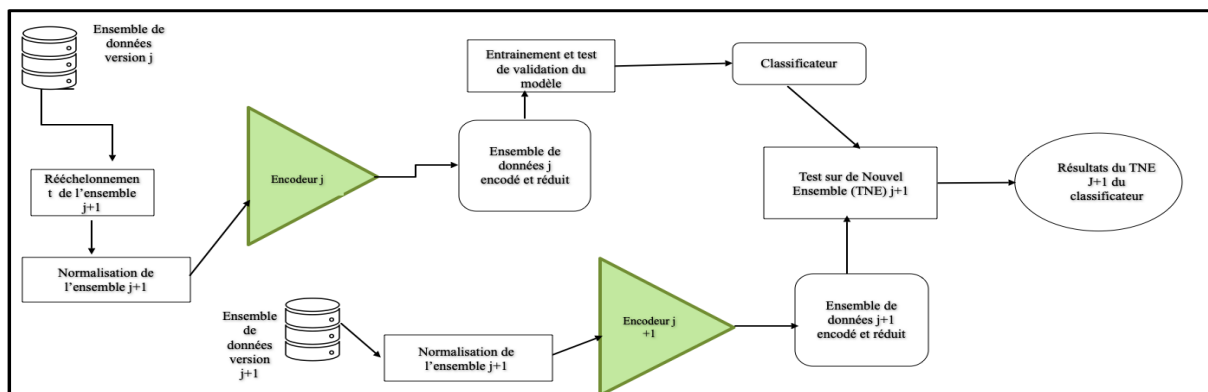 Ensemble de
données
version j
Rééchelonnemen
t de l'ensemble
j+1
Normalisation de
l'ensemble j+1
Encodeur j
Ensemble de
données j
encodé et réduit
Entrainement et test
de validation du
modèle
Classificateur
Test sur de Nouvel
Ensemble (TNE) j+1
Résultats du TNE
J+1 du
classificateur
Ensemble
de
données
version
j+1
Normalisation de
l'ensemble j+1
Encodeur j
+1
Ensemble de
données j+1
encodé et réduit